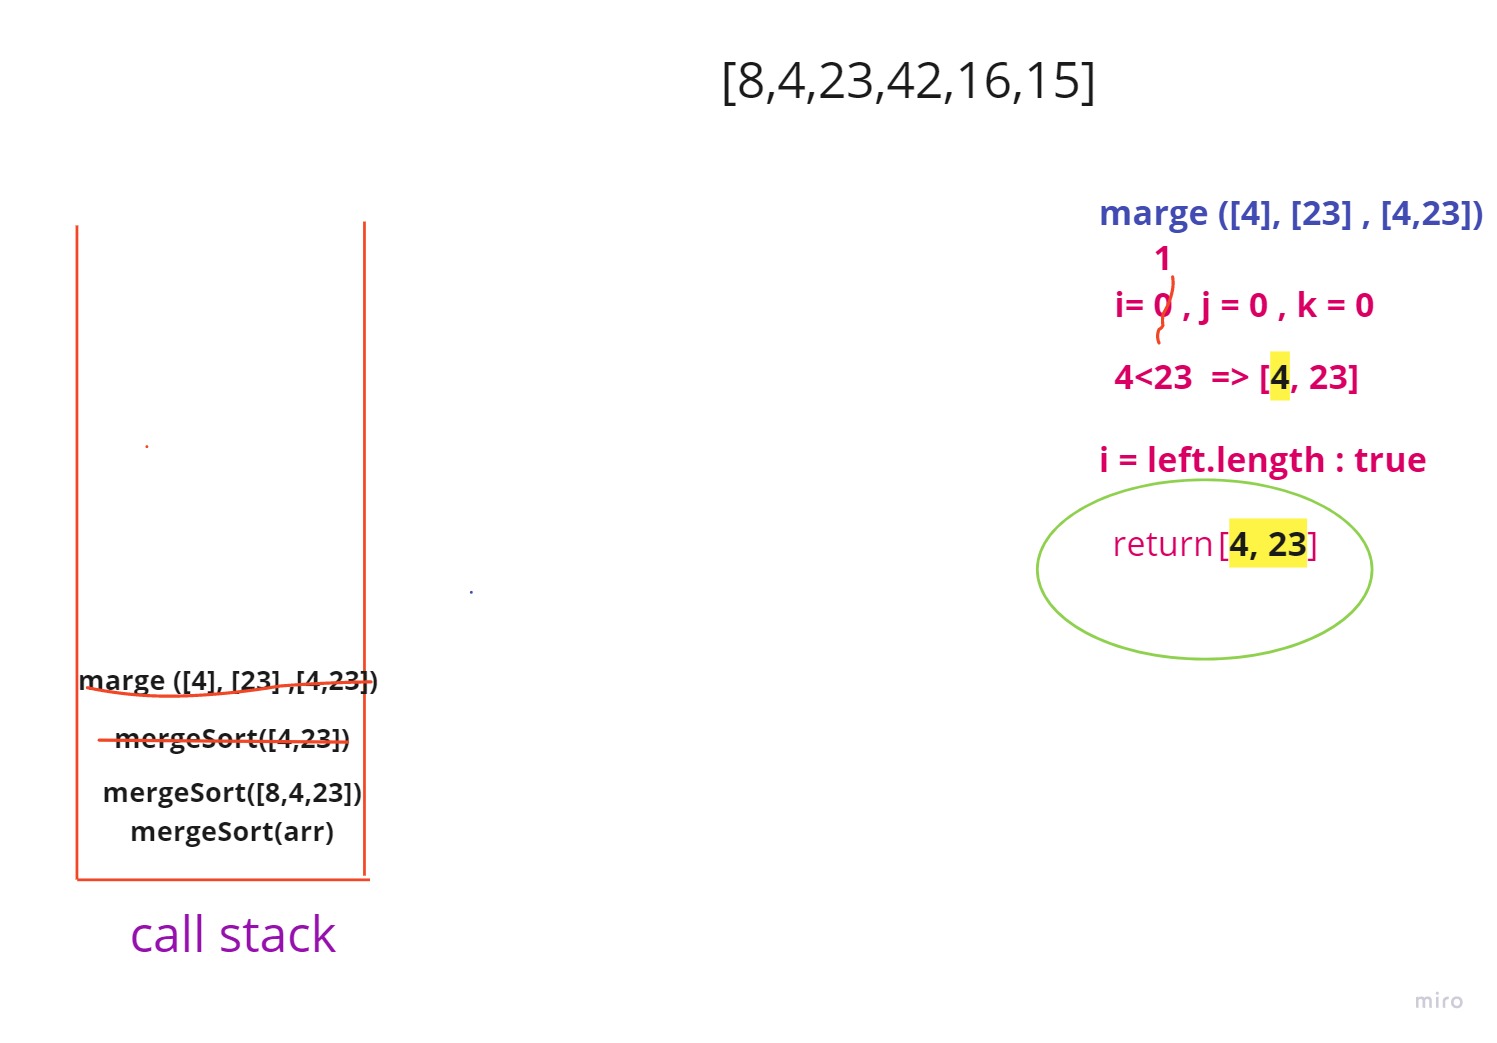 [8,4,23,42,16,15]
marge ([4], [23] , [4,23])
1
i= 0 , j = 0 , k = 0
4<23 => [4, 23]
i = left.length : true
return [4, 23]
marge ([4], [23] ,[4,23])
mergeSort([4,23])
mergeSort([8,4,23])
mergeSort(arr)
call stack
miro